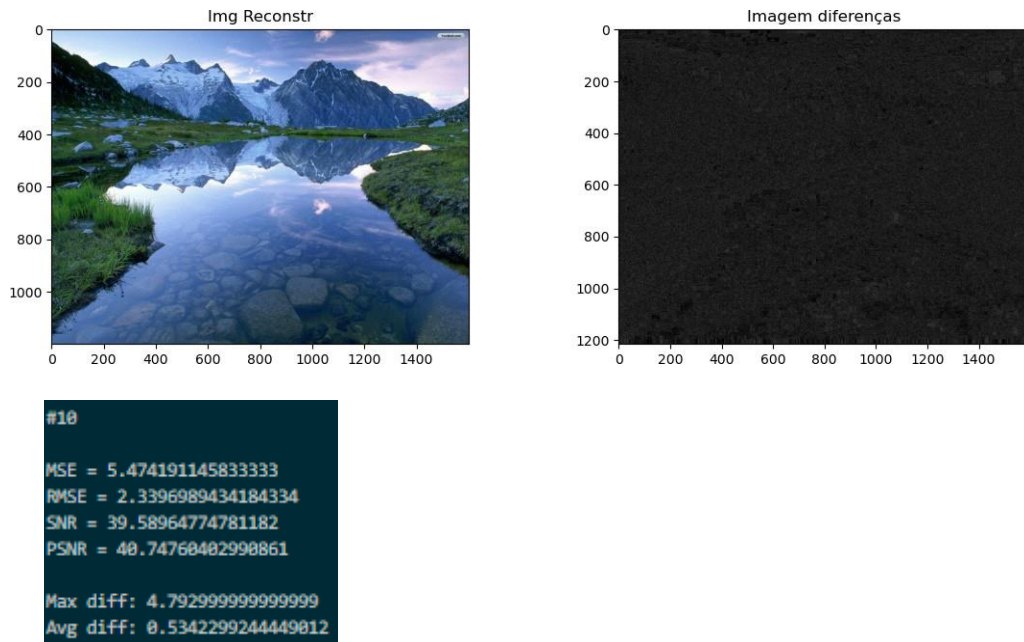 Img Reconstr
Imagem diferenças
0
200
400
600
800
1000
0 200 400 600 800 1000 1200 1400
0
200
400
600
800
1000
1200
0 200 400 600 800 1000 1200 1400
#10
MSE = 5.474191145833333
RMSE = 2.3396989434184334
SNR = 39.58964774781182
PSNR = 40.74760402990861
Max diff: 4.792999999999999
Avg diff: 0.5342299244449012